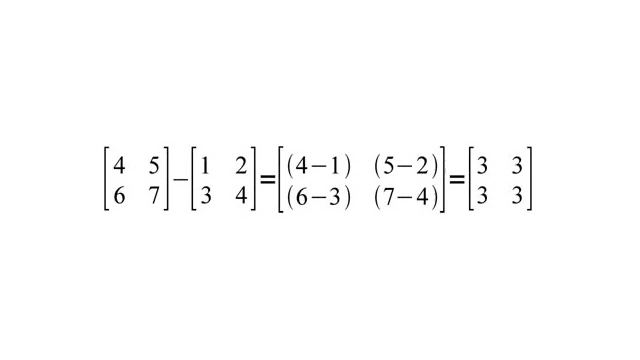 [4 5] − [1 2] = [(4−1) (5−2)] = [3 3]
[6 7] [3 4] [(6−3) (7−4)] [3 3]